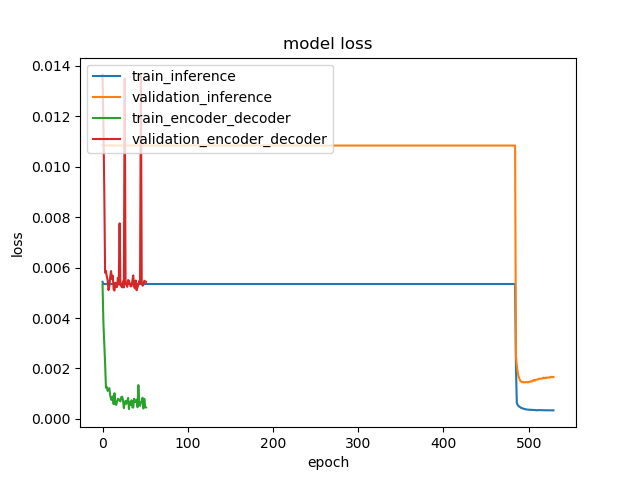 model loss
train_inference
validation_inference
train_encoder_decoder
validation_encoder_decoder
loss
0.014
0.012
0.010
0.008
0.006
0.004
0.002
0.000
0 100 200 300 400 500
epoch